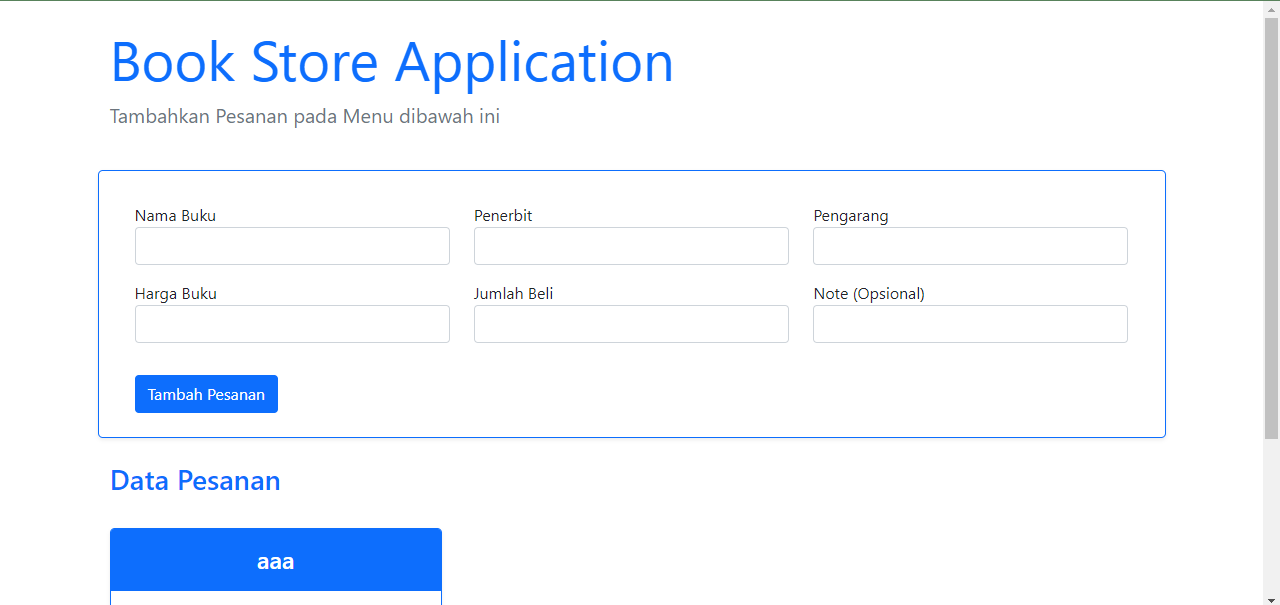 Book Store Application
Tambahkan Pesanan pada Menu dibawah ini
Nama Buku
Penerbit
Pengarang
Harga Buku
Jumlah Beli
Note (Opsional)
Tambah Pesanan
Data Pesanan
aaa